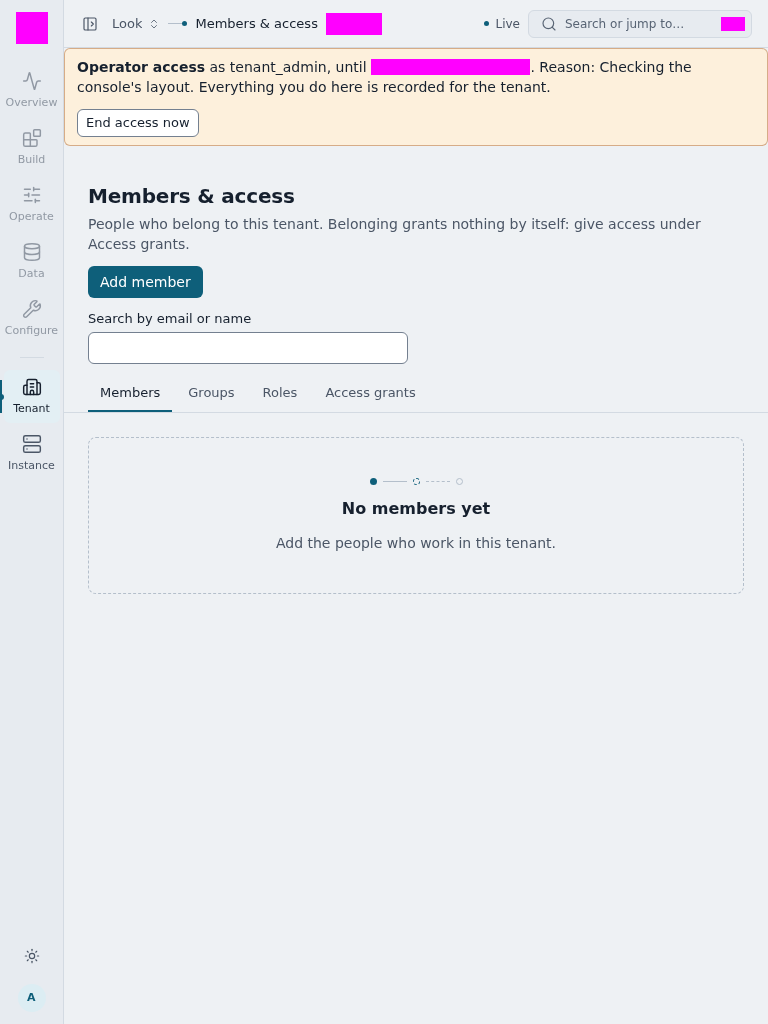 Look
Members & access
Live
Search or jump to…
Overview
Build
Operate
Data
Configure
Tenant
Instance
A
Operator access as tenant_admin, until . Reason: Checking the
console's layout. Everything you do here is recorded for the tenant.
End access now
Members & access
People who belong to this tenant. Belonging grants nothing by itself: give access under
Access grants.
Add member
Search by email or name
Members Groups Roles Access grants
No members yet
Add the people who work in this tenant.